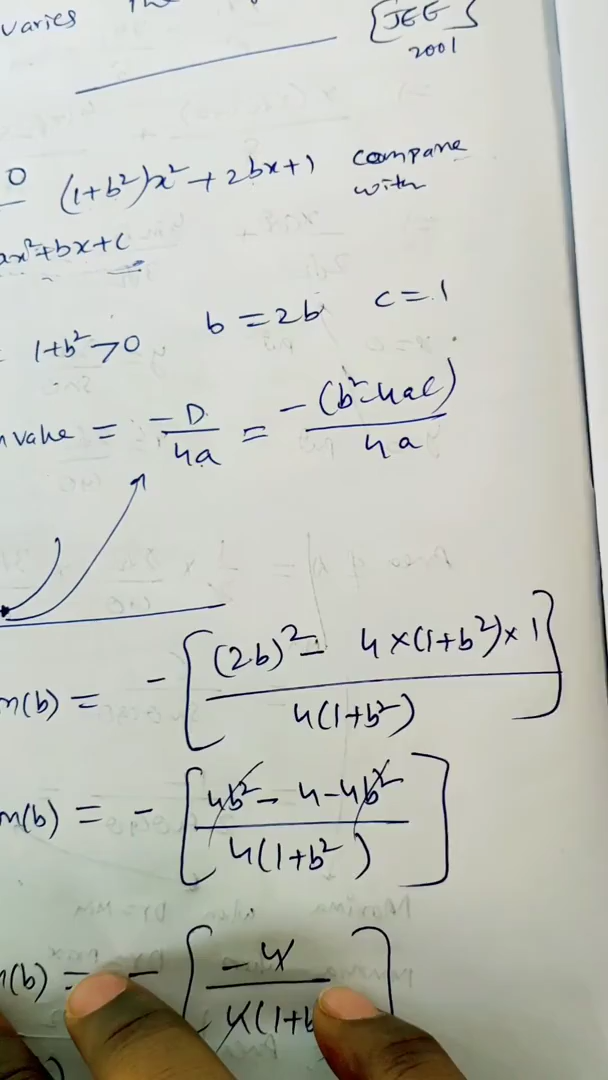 varies the
[JEE]
2001
0 (1+b²)x²+2bx+1 compare
with
ax²+bx+c
1+b²>0 b=2b c=1
value = -D/4a = -(b²-4ac)/4a
m(b) = -[(2b)²- 4×(1+b²)×1/4(1+b²)]
m(b) = -[4b²-4-4b²/4(1+b²)]
(b) = -[-4/4(1+b